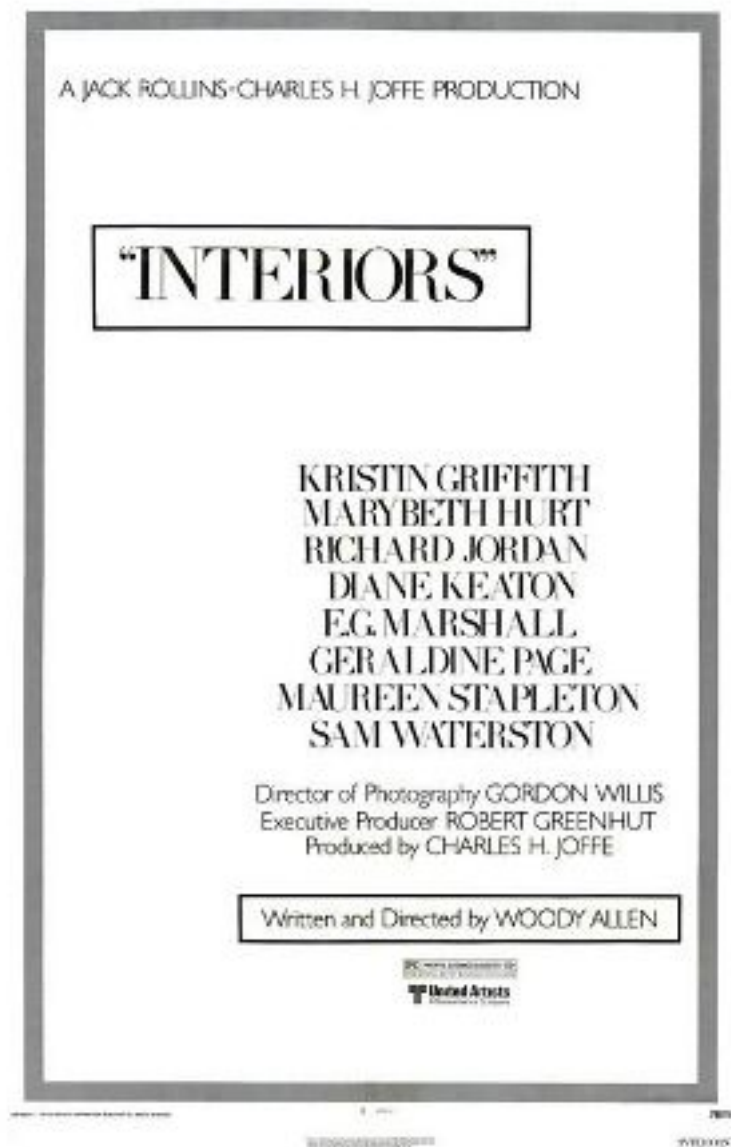 A JACK ROLLINS-CHARLES H. JOFFE PRODUCTION
“INTERIORS”
KRISTIN GRIFFITH
MARYBETH HURT
RICHARD JORDAN
DIANE KEATON
E.G. MARSHALL
GERALDINE PAGE
MAUREEN STAPLETON
SAM WATERSTON
Director of Photography GORDON WILLIS
Executive Producer ROBERT GREENHUT
Produced by CHARLES H. JOFFE
Written and Directed by WOODY ALLEN
PG
United Artists